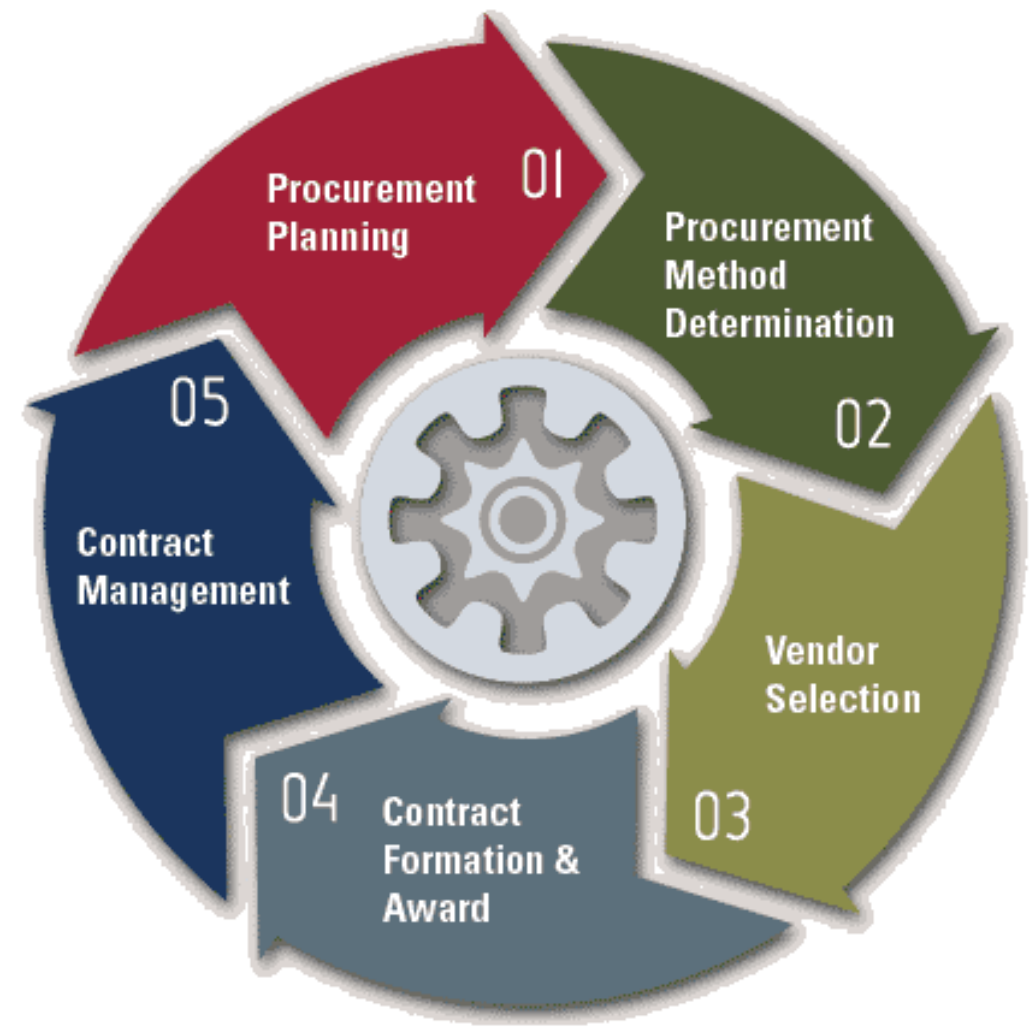 Procurement
Planning
01
Procurement
Method
Determination
02
Vendor
Selection
03
04
Contract
Formation &
Award
05
Contract
Management